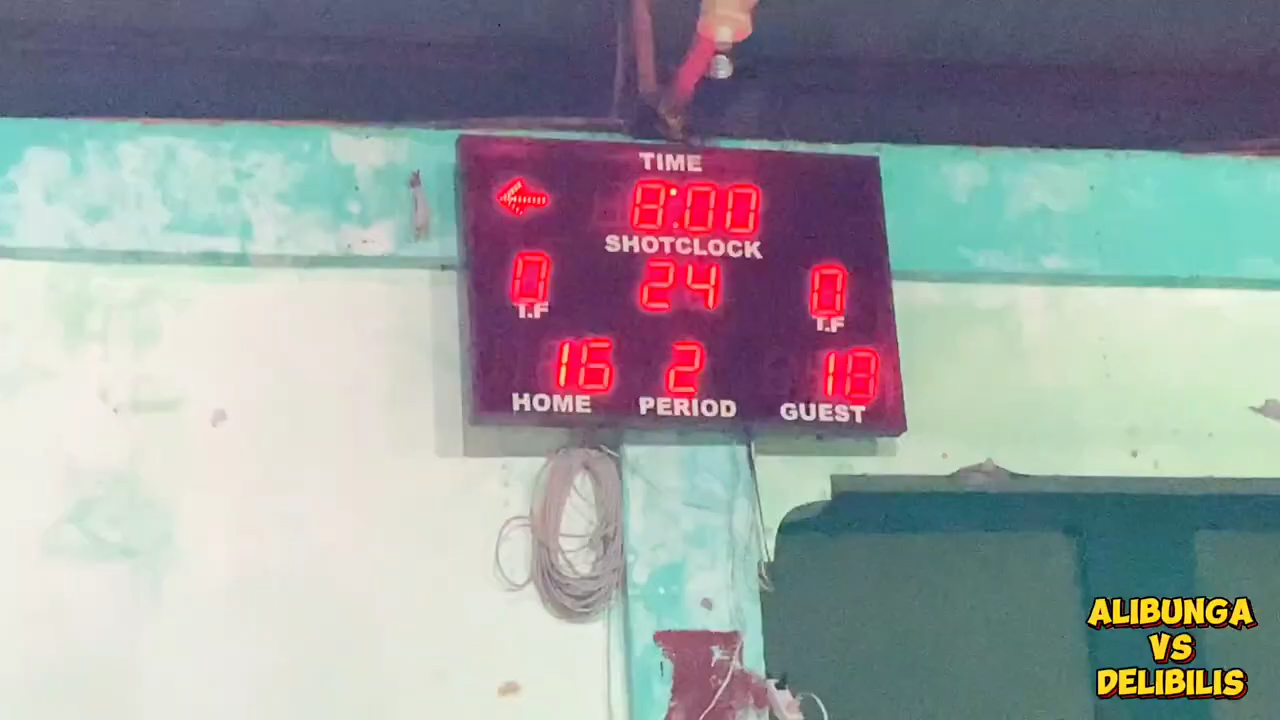 TIME
8:00
SHOTCLOCK
0 24 0
T.F T.F
16 2 18
HOME PERIOD GUEST
ALIBUNGA
VS
DELIBILIS